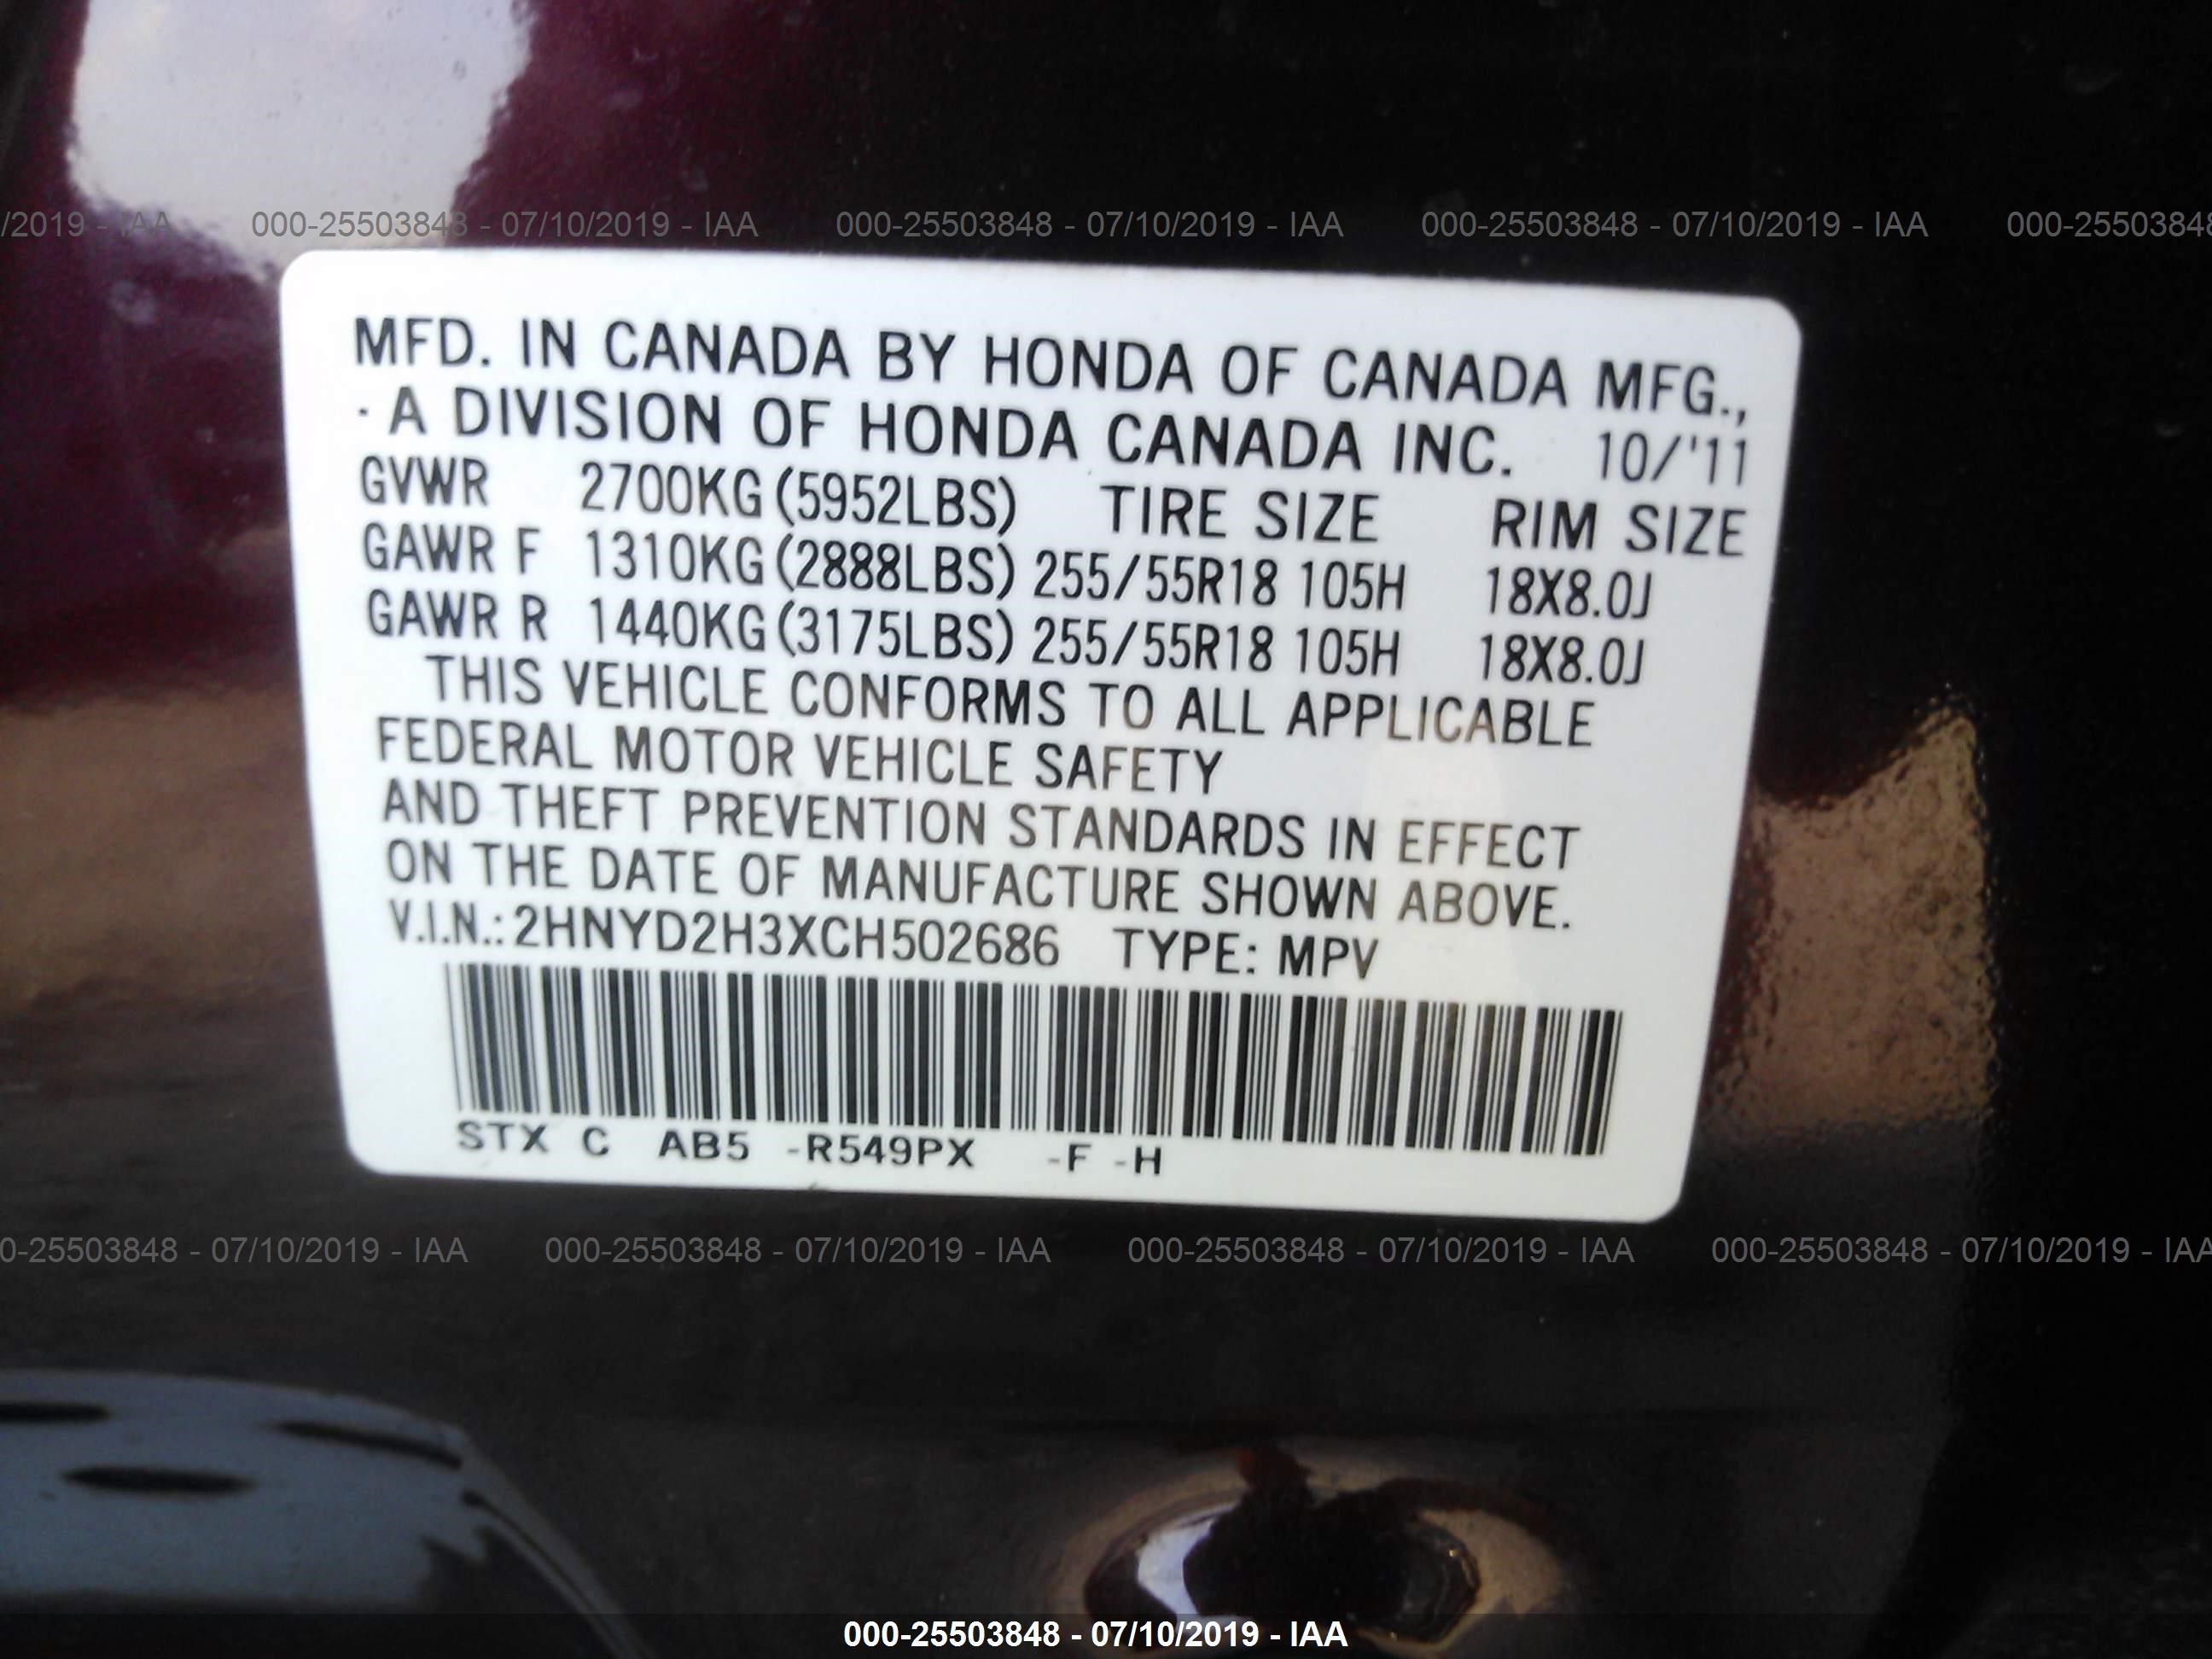 /2019 - IAA 000-25503848 - 07/10/2019 - IAA 000-25503848 - 07/10/2019 - IAA 000-25503848 - 07/10/2019 - IAA 000-25503848
MFD. IN CANADA BY HONDA OF CANADA MFG.,
· A DIVISION OF HONDA CANADA INC. 10/'11
GVWR 2700KG (5952LBS) TIRE SIZE RIM SIZE
GAWR F 1310KG (2888LBS) 255/55R18 105H 18X8.0J
GAWR R 1440KG (3175LBS) 255/55R18 105H 18X8.0J
THIS VEHICLE CONFORMS TO ALL APPLICABLE
FEDERAL MOTOR VEHICLE SAFETY
AND THEFT PREVENTION STANDARDS IN EFFECT
ON THE DATE OF MANUFACTURE SHOWN ABOVE.
V.I.N.: 2HNYD2H3XCH502686 TYPE: MPV
STX C AB5 -R549PX -F -H
0-25503848 - 07/10/2019 - IAA 000-25503848 - 07/10/2019 - IAA 000-25503848 - 07/10/2019 - IAA 000-25503848 - 07/10/2019 - IAA
000-25503848 - 07/10/2019 - IAA